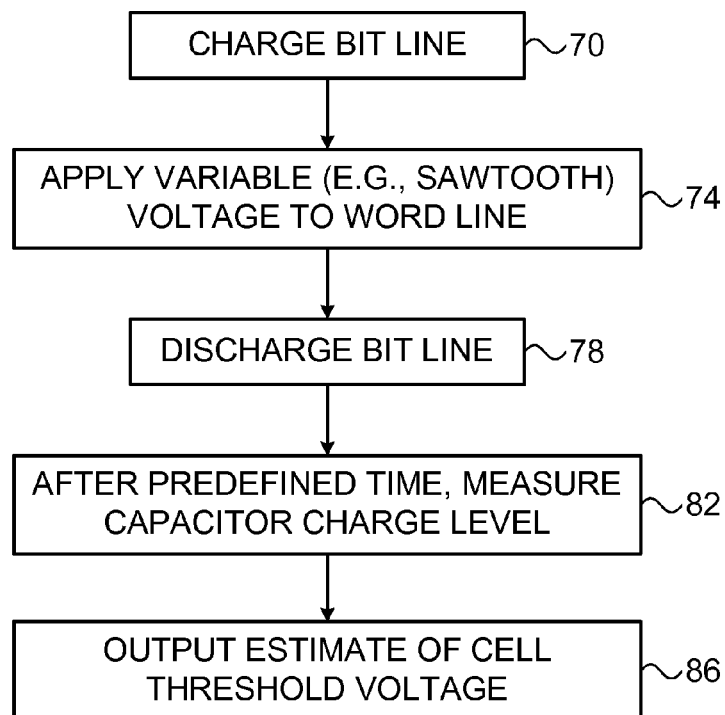 CHARGE BIT LINE
70
APPLY VARIABLE (E.G., SAWTOOTH)
VOLTAGE TO WORD LINE
74
DISCHARGE BIT LINE
78
AFTER PREDEFINED TIME, MEASURE
CAPACITOR CHARGE LEVEL
82
OUTPUT ESTIMATE OF CELL
THRESHOLD VOLTAGE
86